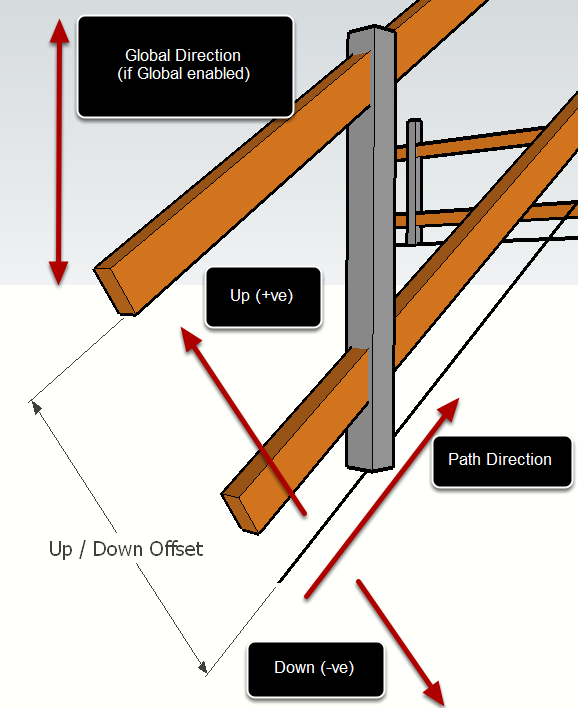 Global Direction
(if Global enabled)
Up (+ve)
Path Direction
Up / Down Offset
Down (-ve)